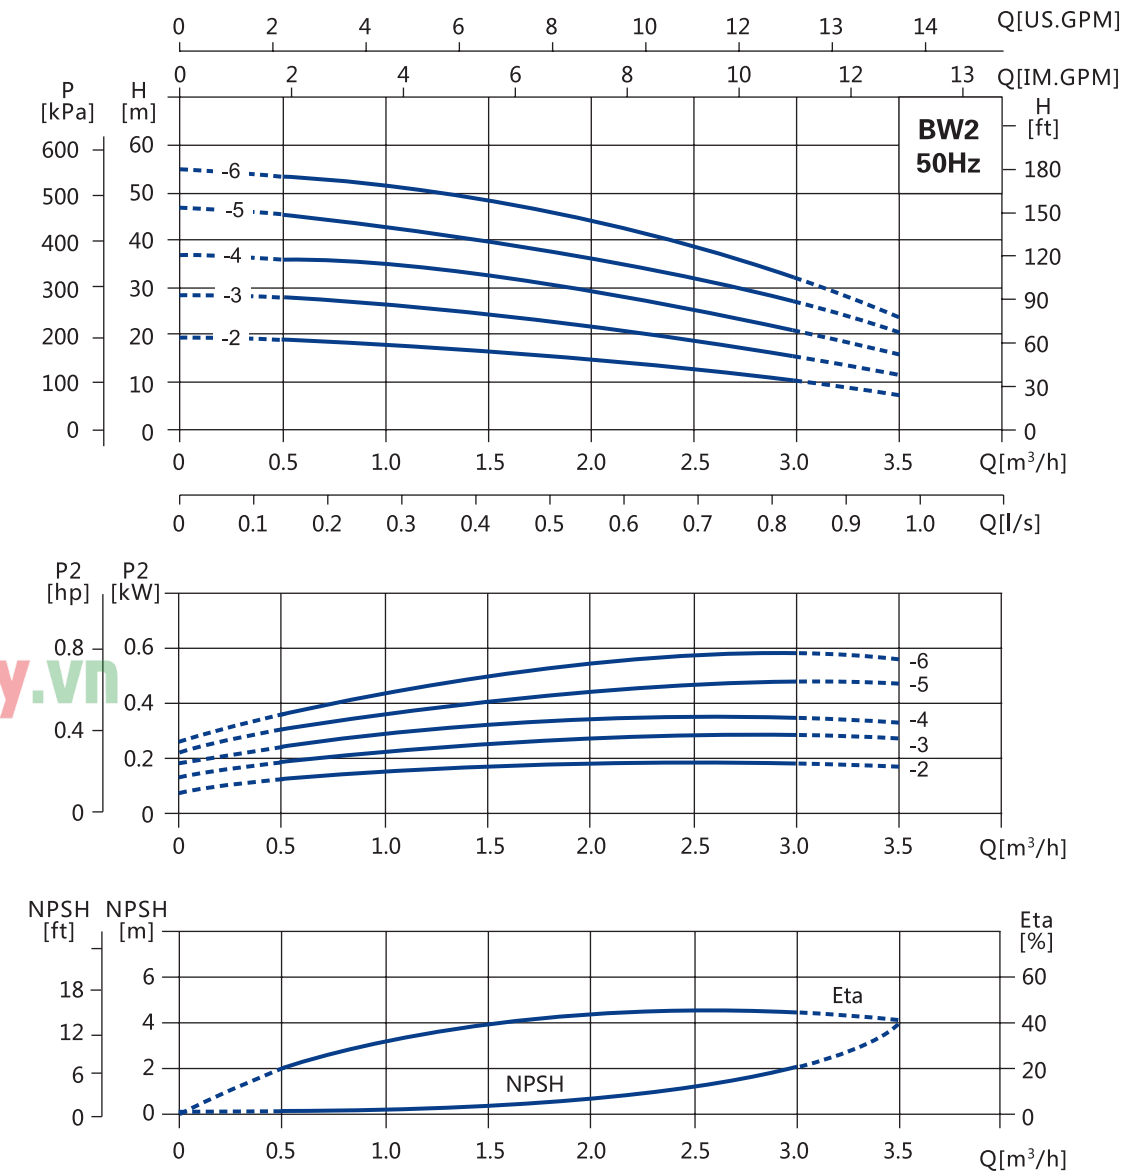 0 2 4 6 8 10 12 13 14 Q[US.GPM]
0 2 4 6 8 10 12 13 Q[IM.GPM]
P H H
[kPa] [m] [ft]
BW2
50Hz
600 60
-6 180
500 50
-5 150
400 40
-4 120
300 30
-3 90
200 20
-2 60
100 10 30
0 0 0
0 0.5 1.0 1.5 2.0 2.5 3.0 3.5 Q[m³/h]
0 0.1 0.2 0.3 0.4 0.5 0.6 0.7 0.8 0.9 1.0 Q[l/s]
P2 P2
[hp] [kW]
0.8 0.6
-6
y.vn
-5
0.4 0.4
-4
-3
0.2
-2
0 0
0 0.5 1.0 1.5 2.0 2.5 3.0 3.5 Q[m³/h]
NPSH NPSH Eta
[ft] [m] [%]
6 60
18 Eta
12 4 40
6 2 20
NPSH
0 0 0
0 0.5 1.0 1.5 2.0 2.5 3.0 3.5 Q[m³/h]